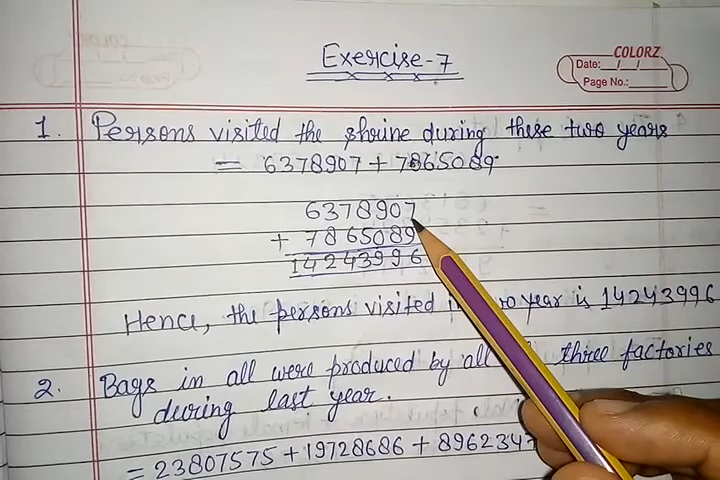 Exercise-7
COLORZ
Date: / /
Page No.:
1. Persons visited the shrine during these two years
= 6378907 + 7865089
6378907
+ 7865089
14243996
Hence, the persons visited year is 14243996
2. Bags in all were produced by all three factories
during last year.
= 23807575 + 19728686 + 896234